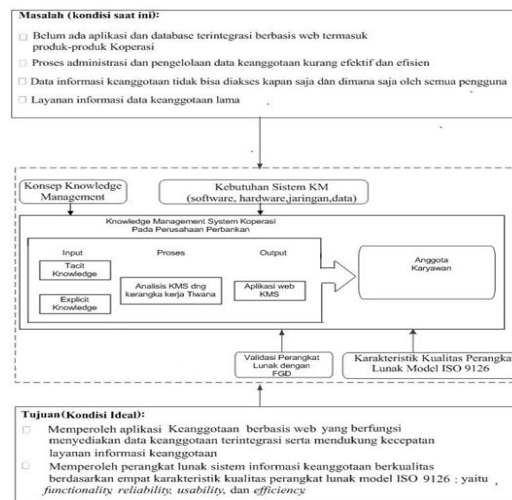 Masalah (kondisi saat ini):
Belum ada aplikasi dan database terintegrasi berbasis web termasuk
produk-produk Koperasi
Proses administrasi dan pengelolaan data keanggotaan kurang efektif dan efisien
Data informasi keanggotaan tidak bisa diakses kapan saja dan dimana saja oleh semua pengguna
Layanan informasi data keanggotaan lama
Konsep Knowledge
Management
Kebutuhan Sistem KM
(software, hardware,jaringan,data)
Knowledge Management System Koperasi
Pada Perusahaan Perbankan
Input
Proses
Output
Tacit
Knowledge
Explicit
Knowledge
Analisis KMS dng
kerangka kerja Tiwana
Aplikasi web
KMS
Anggota
Karyawan
Validasi Perangkat
Lunak dengan
FGD
Karakteristik Kualitas Perangka
Lunak Model ISO 9126
Tujuan(Kondisi Ideal):
Memperoleh aplikasi Keanggotaan berbasis web yang berfungsi
menyediakan data keanggotaan terintegrasi serta mendukung kecepatan
layanan informasi keanggotaan
Memperoleh perangkat lunak sistem informasi keanggotaan berkualitas
berdasarkan empat karakteristik kualitas perangkat lunak model ISO 9126 : yaitu
functionality, reliability, usability, dan efficiency